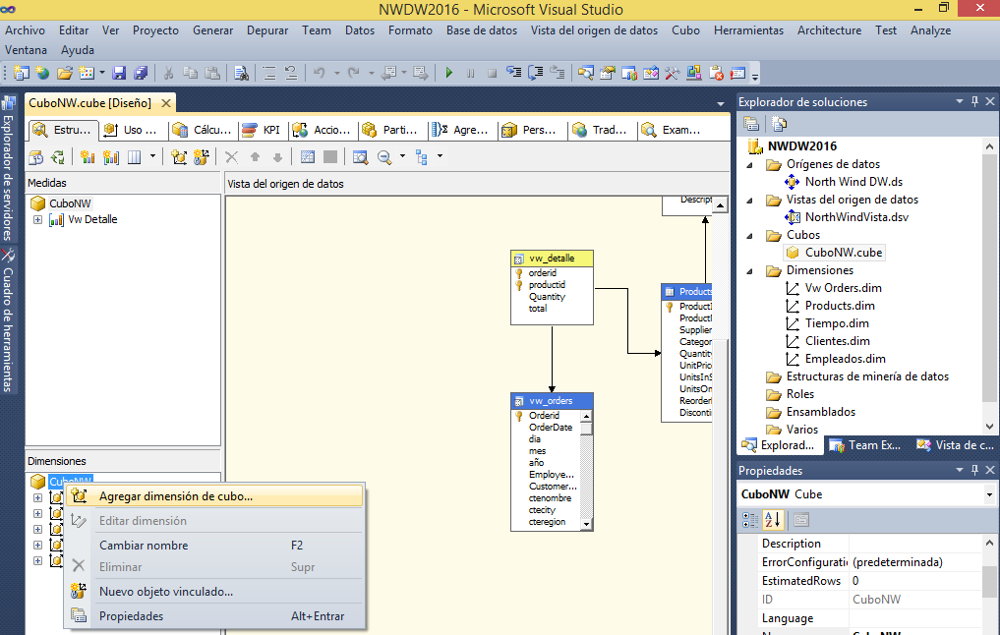 NWDW2016 - Microsoft Visual Studio
Archivo Editar Ver Proyecto Generar Depurar Team Datos Formato Base de datos Vista del origen de datos Cubo Herramientas Architecture Test Analyze
Ventana Ayuda
Explorador de servidores
Cuadro de herramientas
CuboNW.cube [Diseño]
Estru... Uso ... Cálcu... KPI Accio... Parti... Agre... Pers... Trad... Exam...
Medidas
CuboNW
Vw Detalle
Dimensiones
CuboNW
Agregar dimensión de cubo...
Editar dimensión
Cambiar nombre F2
Eliminar Supr
Nuevo objeto vinculado...
Propiedades Alt+Entrar
Vista del origen de datos
Descript
vw_detalle
orderid
productid
Quantity
total
Products
ProductI
Product
Supplier
Categor
Quantity
UnitPric
UnitsInS
UnitsOn
Reorder
Disconti
vw_orders
Orderid
OrderDate
dia
mes
año
Employe...
Customer...
ctenombre
ctecity
cteregion
Explorador de soluciones
NWDW2016
Orígenes de datos
North Wind DW.ds
Vistas del origen de datos
NorthWindVista.dsv
Cubos
CuboNW.cube
Dimensiones
Vw Orders.dim
Products.dim
Tiempo.dim
Clientes.dim
Empleados.dim
Estructuras de minería de datos
Roles
Ensamblados
Varios
Explorad... Team Ex... Vista de c...
Propiedades
CuboNW Cube
Description
ErrorConfiguratio (predeterminada)
EstimatedRows 0
ID CuboNW
Language